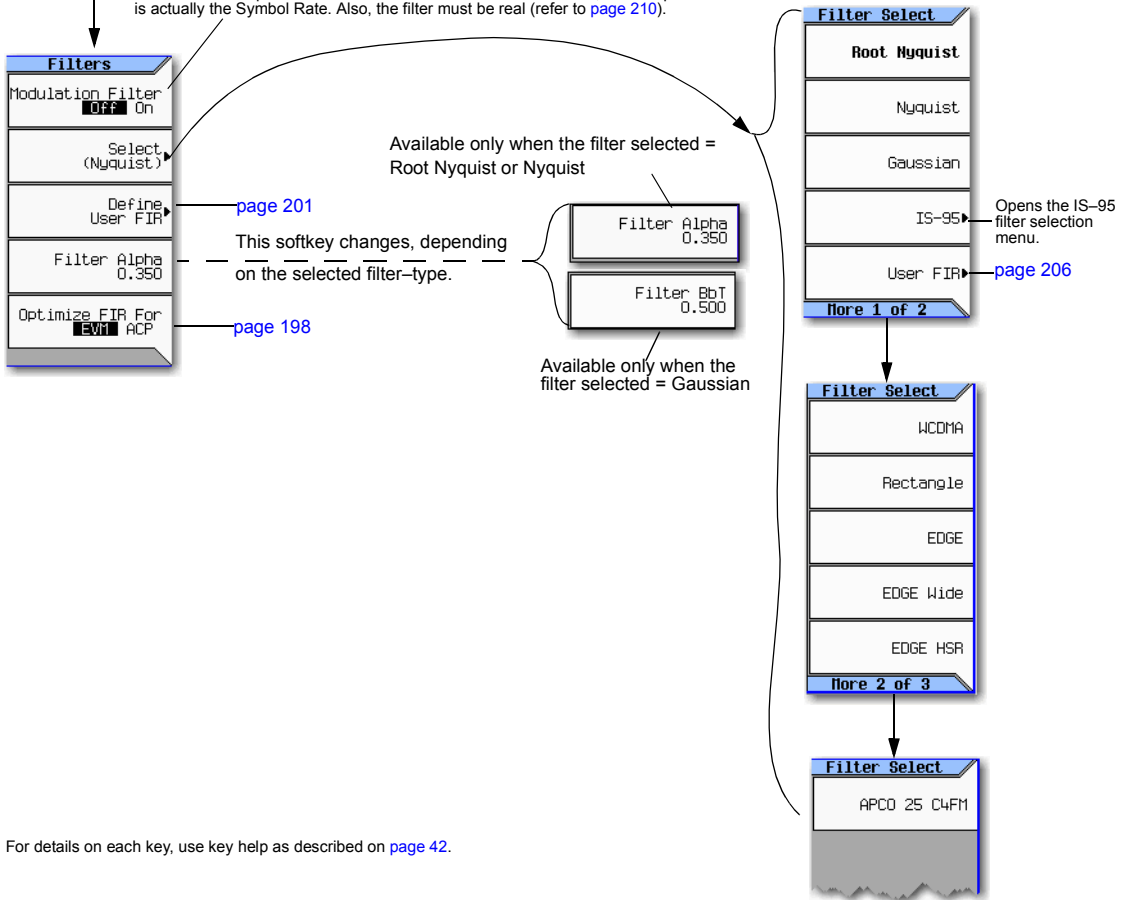 is actually the Symbol Rate. Also, the filter must be real (refer to page 210).
Filters
Modulation Filter
Off On
Select
(Nyquist)
Define
User FIR
page 201
Filter Alpha
0.350
Optimize FIR For
EVM ACP
page 198
This softkey changes, depending
on the selected filter–type.
Available only when the filter selected =
Root Nyquist or Nyquist
Filter Alpha
0.350
Filter BbT
0.500
Available only when the
filter selected = Gaussian
Filter Select
Root Nyquist
Nyquist
Gaussian
IS-95
Opens the IS–95
filter selection
menu.
User FIR
page 206
More 1 of 2
Filter Select
WCDMA
Rectangle
EDGE
EDGE Wide
EDGE HSR
More 2 of 3
Filter Select
APCO 25 C4FM
For details on each key, use key help as described on page 42.